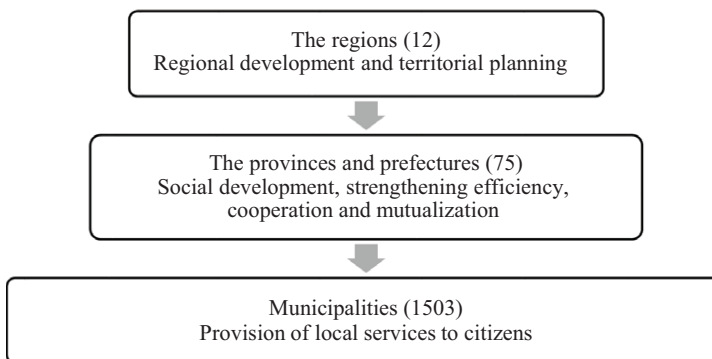 The regions (12)
Regional development and territorial planning
The provinces and prefectures (75)
Social development, strengthening efficiency,
cooperation and mutualization
Municipalities (1503)
Provision of local services to citizens